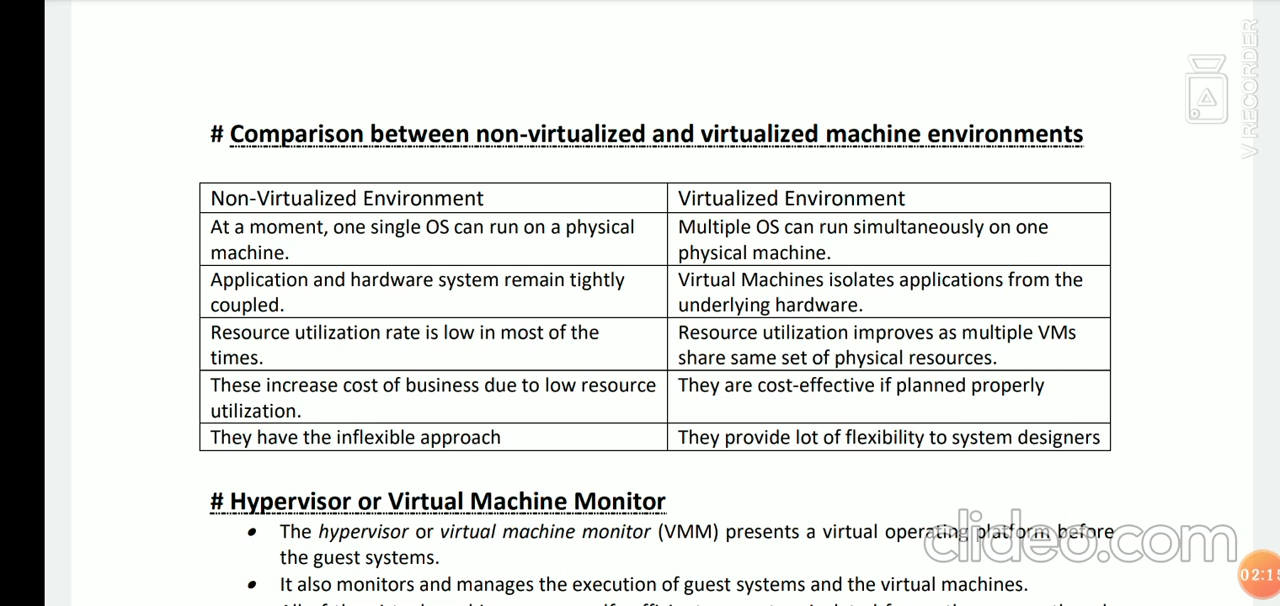 # Comparison between non-virtualized and virtualized machine environments
Non-Virtualized Environment
Virtualized Environment
At a moment, one single OS can run on a physical
machine.
Multiple OS can run simultaneously on one
physical machine.
Application and hardware system remain tightly
coupled.
Virtual Machines isolates applications from the
underlying hardware.
Resource utilization rate is low in most of the
times.
Resource utilization improves as multiple VMs
share same set of physical resources.
These increase cost of business due to low resource
utilization.
They are cost-effective if planned properly
They have the inflexible approach
They provide lot of flexibility to system designers
# Hypervisor or Virtual Machine Monitor
• The hypervisor or virtual machine monitor (VMM) presents a virtual operating platform before
the guest systems.
• It also monitors and manages the execution of guest systems and the virtual machines.
V RECORDER
clideo.com
02:15